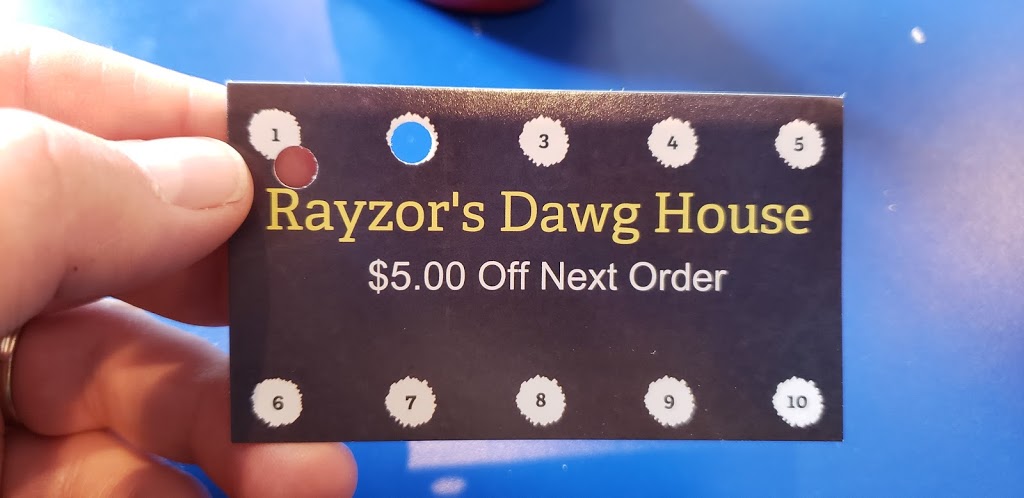 1 3 4 5
Rayzor's Dawg House
$5.00 Off Next Order
6 7 8 9 10